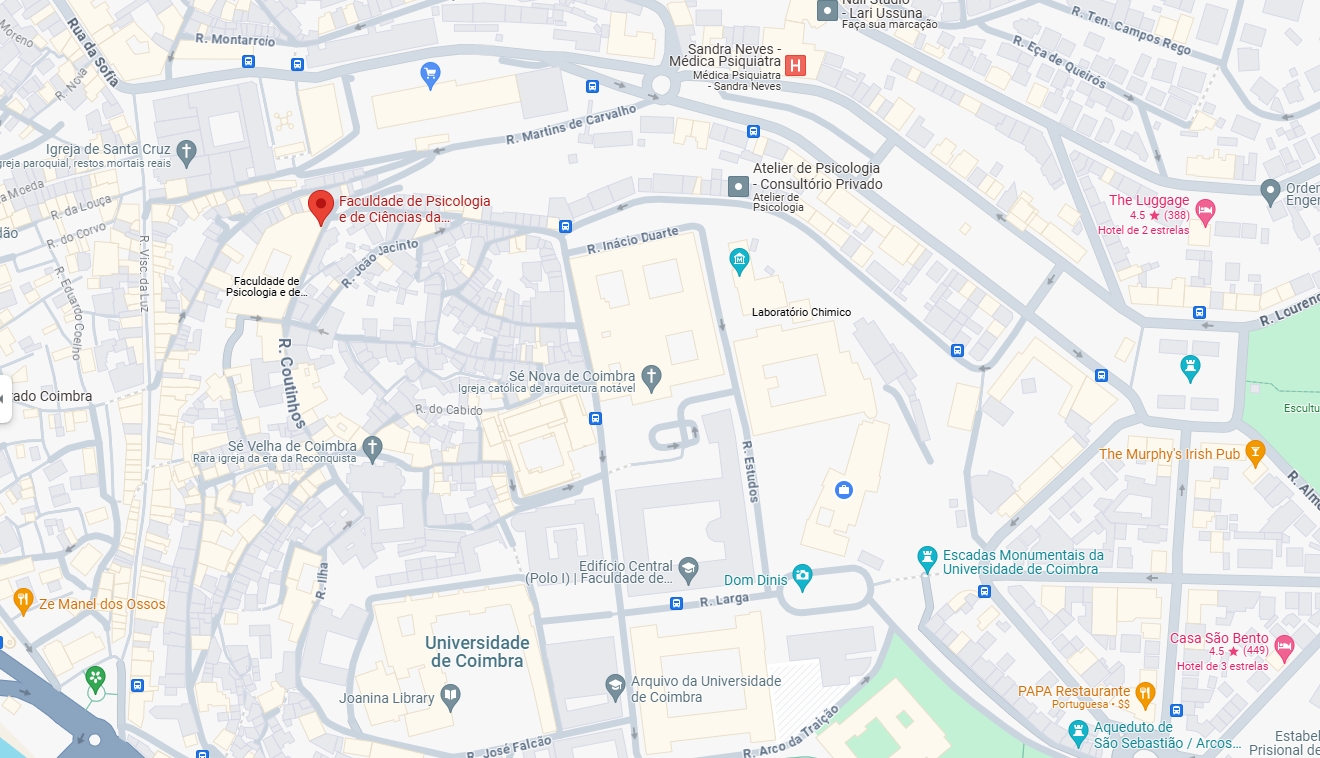 Nail Studio
- Lari Ussuna
Faça sua marcação
R. Ten. Campos Rego
Rua da Sofia
Moreno
R. Montarroio
R. Nova
Sandra Neves -
Médica Psiquiatra
Médica Psiquiatra
- Sandra Neves
H
R. Eça de Queirós
R. Martins de Carvalho
Igreja de Santa Cruz
greja paroquial, restos mortais reais
Atelier de Psicologia
- Consultório Privado
Atelier de
Psicologia
Moeda
R. da Louça
R. do Corvo
Faculdade de Psicologia
e de Ciências da...
The Luggage
4.5 ★ (388)
Hotel de 2 estrelas
Orden
Engen
R. Visc. da Luz
R. Eduardo Coelho
R. João Jacinto
R. Inácio Duarte
Faculdade de
Psicologia e de...
Laboratório Chimico
R. Lourenç
R. Coutinhos
Sé Nova de Coimbra
Igreja católica de arquitetura notável
R. do Cabido
ado Coimbra
Escultu
Sé Velha de Coimbra
Rara igreja da era da Reconquista
R. Estudos
The Murphy's Irish Pub
R. Alm
R. Ilha
Edifício Central
(Polo I) | Faculdade de...
Dom Dinis
Escadas Monumentais da
Universidade de Coimbra
Ze Manel dos Ossos
R. Larga
Universidade
de Coimbra
Joanina Library
Arquivo da Universidade
de Coimbra
Casa São Bento
4.5 ★ (449)
Hotel de 3 estrelas
PAPA Restaurante
Portuguesa • $$
R. Arco da Traição
R. José Falcão
Aqueduto de
São Sebastião / Arcos...
Estabel
Prisional de